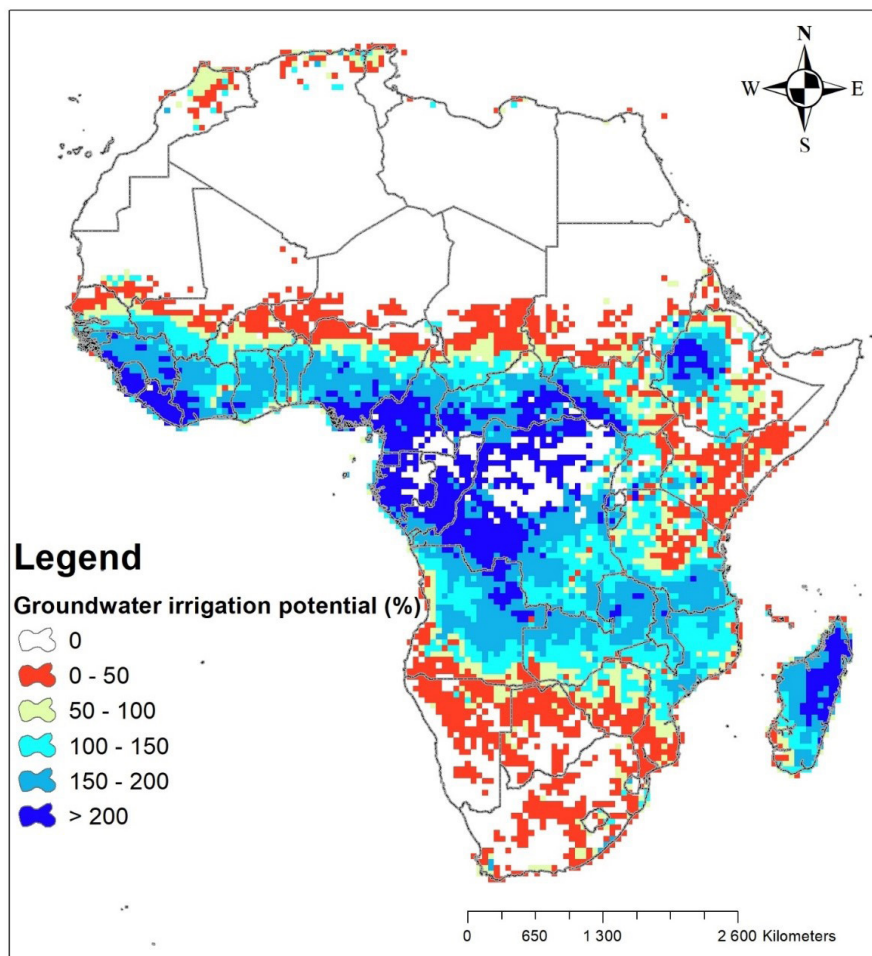 N
W E
S
Legend
Groundwater irrigation potential (%)
0
0 - 50
50 - 100
100 - 150
150 - 200
> 200
0 650 1 300 2 600 Kilometers